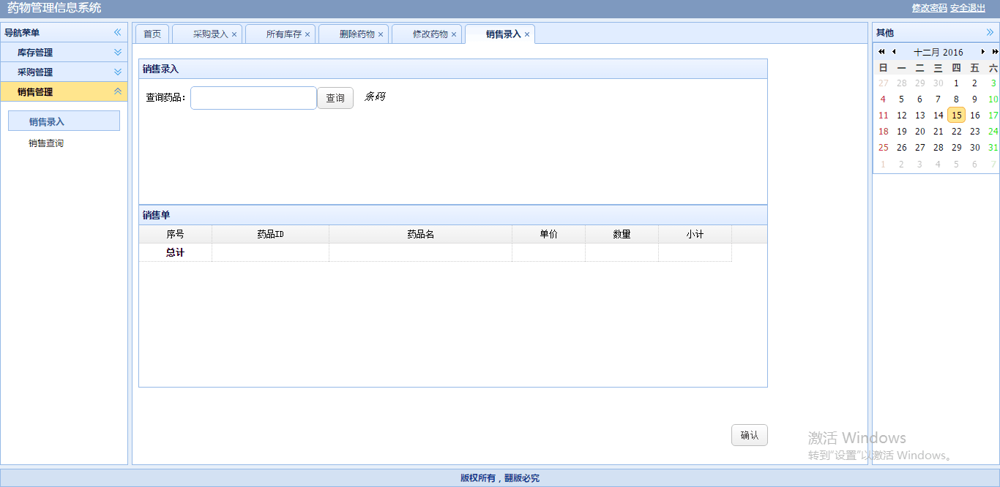 药物管理信息系统
修改密码 安全退出
导航菜单
库存管理
采购管理
销售管理
销售录入
销售查询
首页
采购录入 ×
所有库存 ×
删除药物 ×
修改药物 ×
销售录入 ×
销售录入
查询药品：
查询
条码
销售单
序号 药品ID 药品名 单价 数量 小计
总计
确认
其他
十二月 2016
日 一 二 三 四 五 六
27 28 29 30 1 2 3
4 5 6 7 8 9 10
11 12 13 14 15 16 17
18 19 20 21 22 23 24
25 26 27 28 29 30 31
1 2 3 4 5 6 7
激活 Windows
转到"设置"以激活 Windows。
版权所有，翻版必究